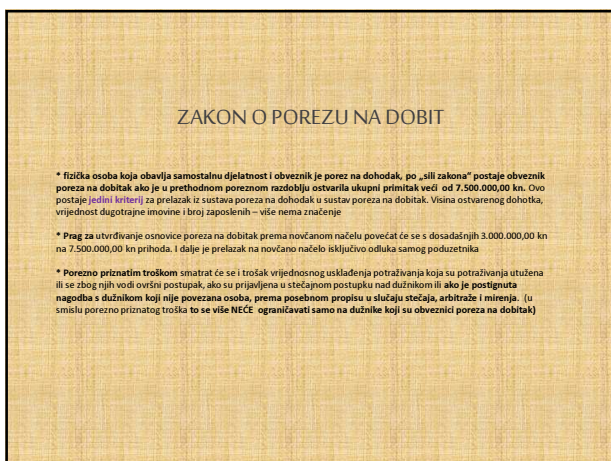 ZAKON O POREZU NA DOBIT
* fizička osoba koja obavlja samostalnu djelatnost i obveznik je porez na dohodak, po „sili zakona“ postaje obveznik
poreza na dobitak ako je u prethodnom poreznom razdoblju ostvarila ukupni primitak veći od 7.500.000,00 kn. Ovo
postaje jedini kriterij za prelazak iz sustava poreza na dohodak u sustav poreza na dobitak. Visina ostvarenog dohotka,
vrijednost dugotrajne imovine i broj zaposlenih – više nema značenje
* Prag za utvrđivanje osnovice poreza na dobitak prema novčanom načelu povećat će se s dosadašnjih 3.000.000,00 kn
na 7.500.000,00 kn prihoda. I dalje je prelazak na novčano načelo isključivo odluka samog poduzetnika
* Porezno priznatim troškom smatrat će se i trošak vrijednosnog usklađenja potraživanja koja su potraživanja utužena
ili se zbog njih vodi ovršni postupak, ako su prijavljena u stečajnom postupku nad dužnikom ili ako je postignuta
nagodba s dužnikom koji nije povezana osoba, prema posebnom propisu u slučaju stečaja, arbitraže i mirenja. (u
smislu porezno priznatog troška to se više NEĆE ograničavati samo na dužnike koji su obveznici poreza na dobitak)